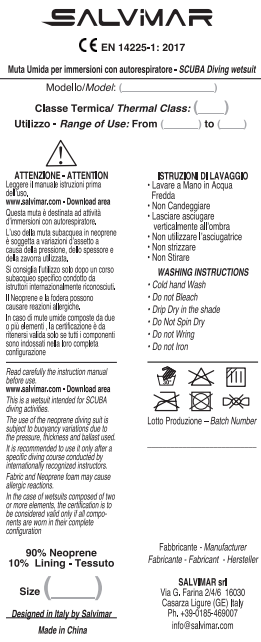 SALVIMAR
CE EN 14225-1: 2017
Muta Umida per immersioni con autorespiratore - SCUBA Diving wetsuit
Modello/Model: (                    )
Classe Termica/ Thermal Class: (        )
Utilizzo - Range of Use: From (        ) to (        )
ATTENZIONE - ATTENTION
Leggere il manuale istruzioni prima
dell'uso.
www.salvimar.com - Download area
Questa muta è destinata ad attività
d'immersioni con autorespiratore.
L'uso della muta subacquea in neoprene
è soggetta a variazioni d'assetto a
causa della pressione, dello spessore e
della zavorra utilizzata.
Si consiglia l'utilizzo solo dopo un corso
subacqueo specifico condotto da
istruttori internazionalmente riconosciuti.
Il Neoprene e la fodera possono
causare reazioni allergiche.
In caso di mute umide composte da due
o più elementi, la certificazione è da
ritenersi valida solo se tutti i componenti
sono indossati nella loro completa
configurazione
Read carefully the instruction manual
before use.
www.salvimar.com - Download area
This is a wetsuit intended for SCUBA
diving activities.
The use of the neoprene diving suit is
subject to buoyancy variations due to
the pressure, thickness and ballast used.
It is recommended to use it only after a
specific diving course conducted by
internationally recognized instructors.
Fabric and Neoprene foam may cause
allergic reactions.
In the case of wetsuits composed of two
or more elements, the certification is to
be considered valid only if all compo-
nents are worn in their complete
configuration
90% Neoprene
10% Lining - Tessuto
Size (        )
Designed in Italy by Salvimar
Made in China
ISTRUZIONI DI LAVAGGIO
• Lavare a Mano in Acqua
Fredda
• Non Candeggiare
• Lasciare asciugare
verticalmente all'ombra
• Non utilizzare l'asciugatrice
• Non strizzare
• Non Stirare
WASHING INSTRUCTIONS
• Cold hand Wash
• Do not Bleach
• Drip Dry in the shade
• Do Not Spin Dry
• Do not Wring
• Do not Iron
Lotto Produzione – Batch Number
Fabbricante - Manufacturer
Fabricante - Fabricant - Hersteller
SALVIMAR srl
Via G. Farina 2/4/6 16030
Casarza Ligure (GE) Italy
Ph. +39-0185-469007
info@salvimar.com